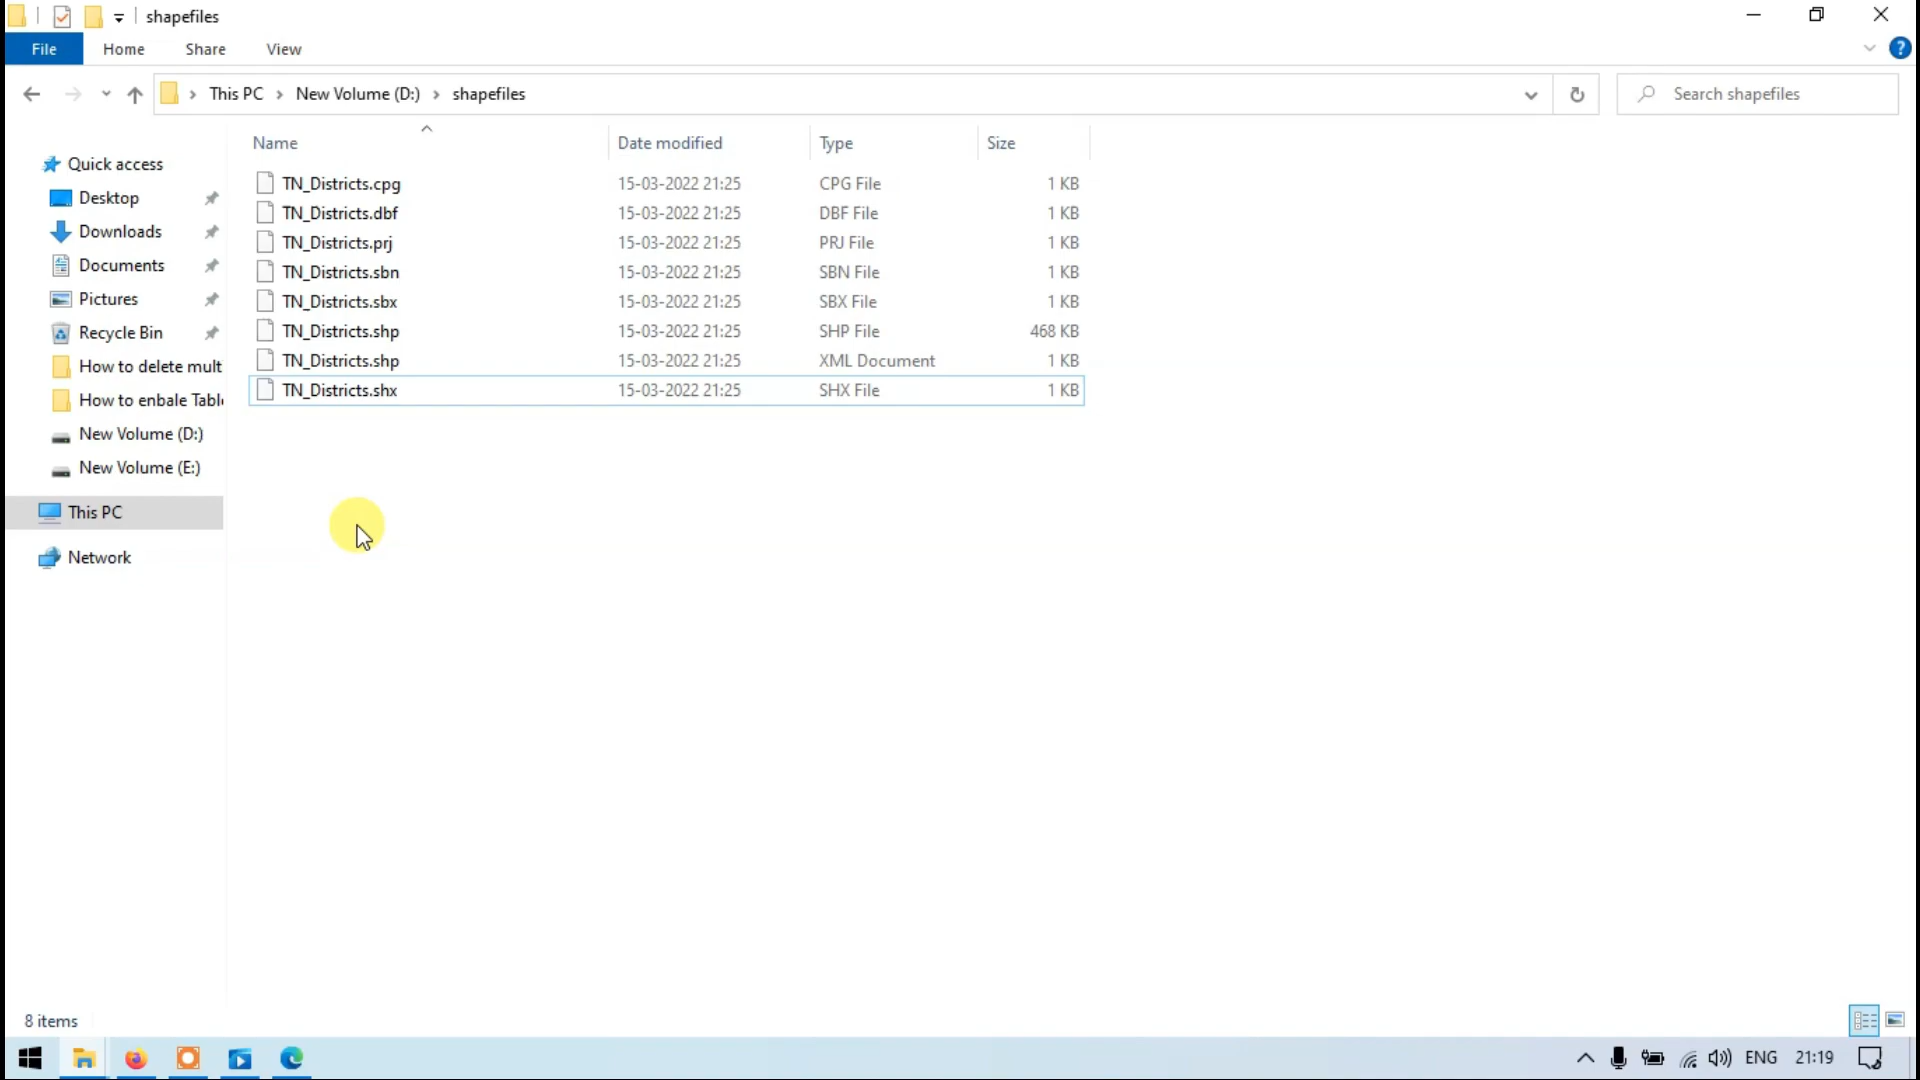 shapefiles
File Home Share View
This PC New Volume (D:) shapefiles
Search shapefiles
Name Date modified Type Size
Quick access
Desktop
Downloads
Documents
Pictures
Recycle Bin
How to delete mult
How to enbale Tabl
New Volume (D:)
New Volume (E:)
This PC
Network
TN_Districts.cpg 15-03-2022 21:25 CPG File 1 KB
TN_Districts.dbf 15-03-2022 21:25 DBF File 1 KB
TN_Districts.prj 15-03-2022 21:25 PRJ File 1 KB
TN_Districts.sbn 15-03-2022 21:25 SBN File 1 KB
TN_Districts.sbx 15-03-2022 21:25 SBX File 1 KB
TN_Districts.shp 15-03-2022 21:25 SHP File 468 KB
TN_Districts.shp 15-03-2022 21:25 XML Document 1 KB
TN_Districts.shx 15-03-2022 21:25 SHX File 1 KB
8 items
ENG 21:19